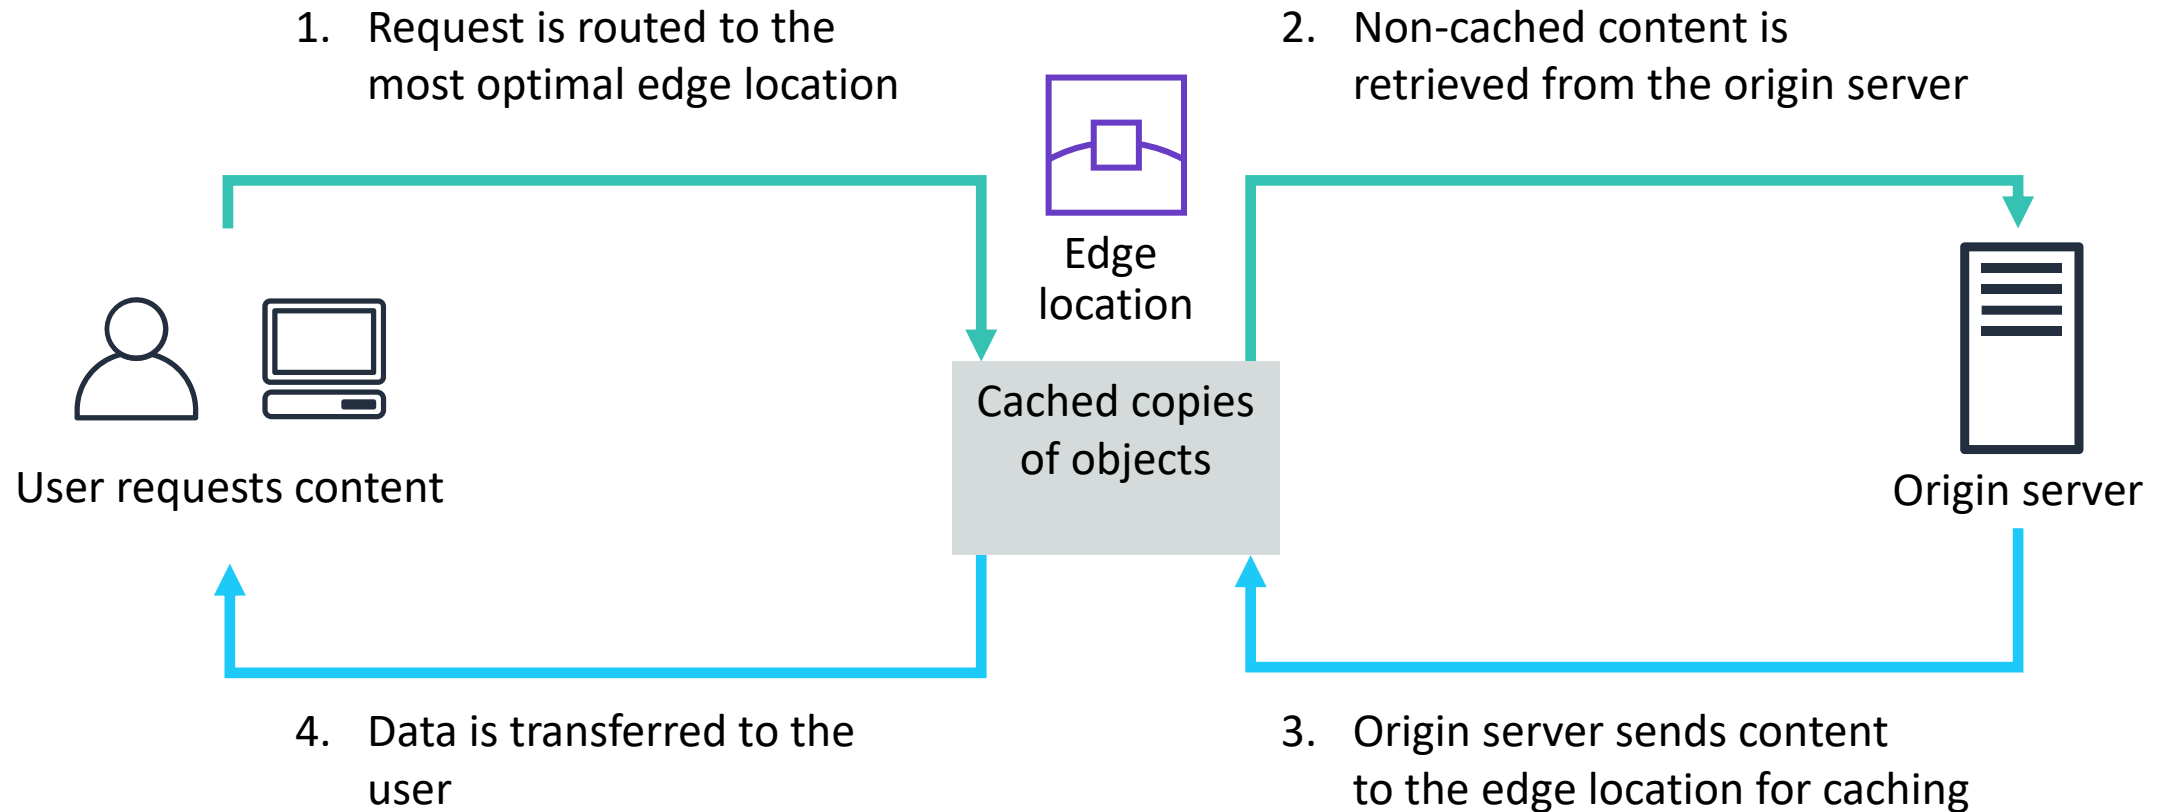 1. Request is routed to the
most optimal edge location
2. Non-cached content is
retrieved from the origin server
Edge
location
Cached copies
of objects
User requests content
Origin server
4. Data is transferred to the
user
3. Origin server sends content
to the edge location for caching